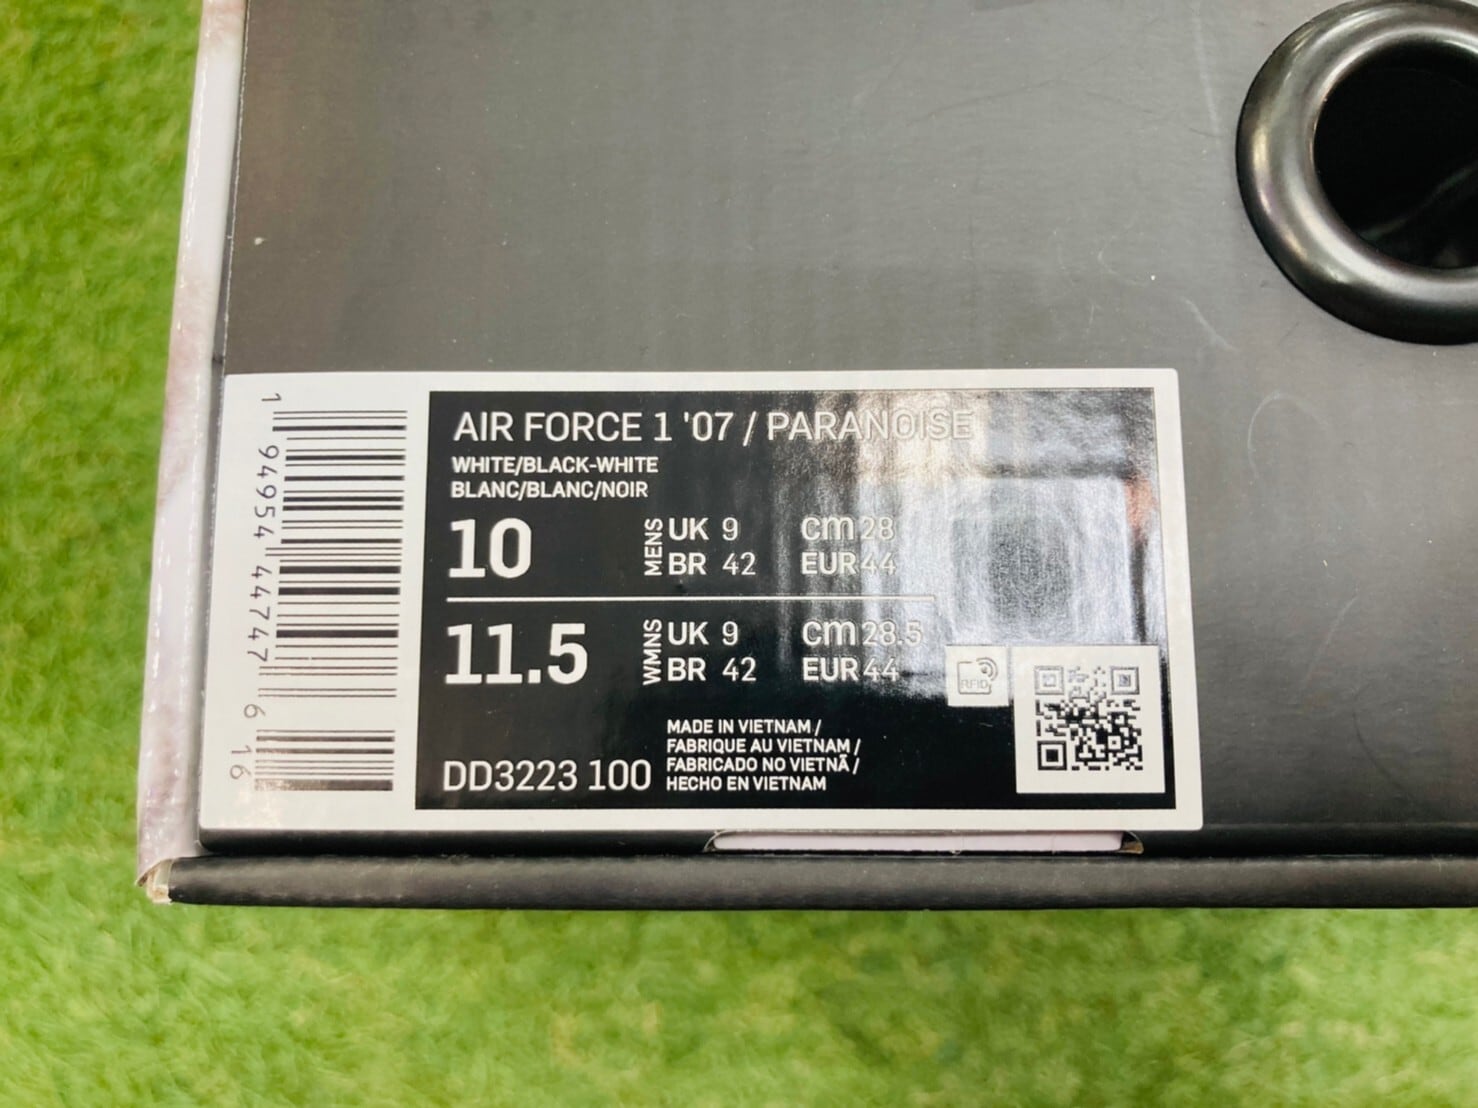 AIR FORCE 1 '07 / PARANOISE
WHITE/BLACK-WHITE
BLANC/BLANC/NOIR
10 MENS UK 9 cm 28
BR 42 EUR 44
11.5 WMNS UK 9 cm 28.5
BR 42 EUR 44
MADE IN VIETNAM /
FABRIQUE AU VIETNAM /
FABRICADO NO VIETNÃ /
HECHO EN VIETNAM
DD3223 100
RFID
1 94954 44747 6 16